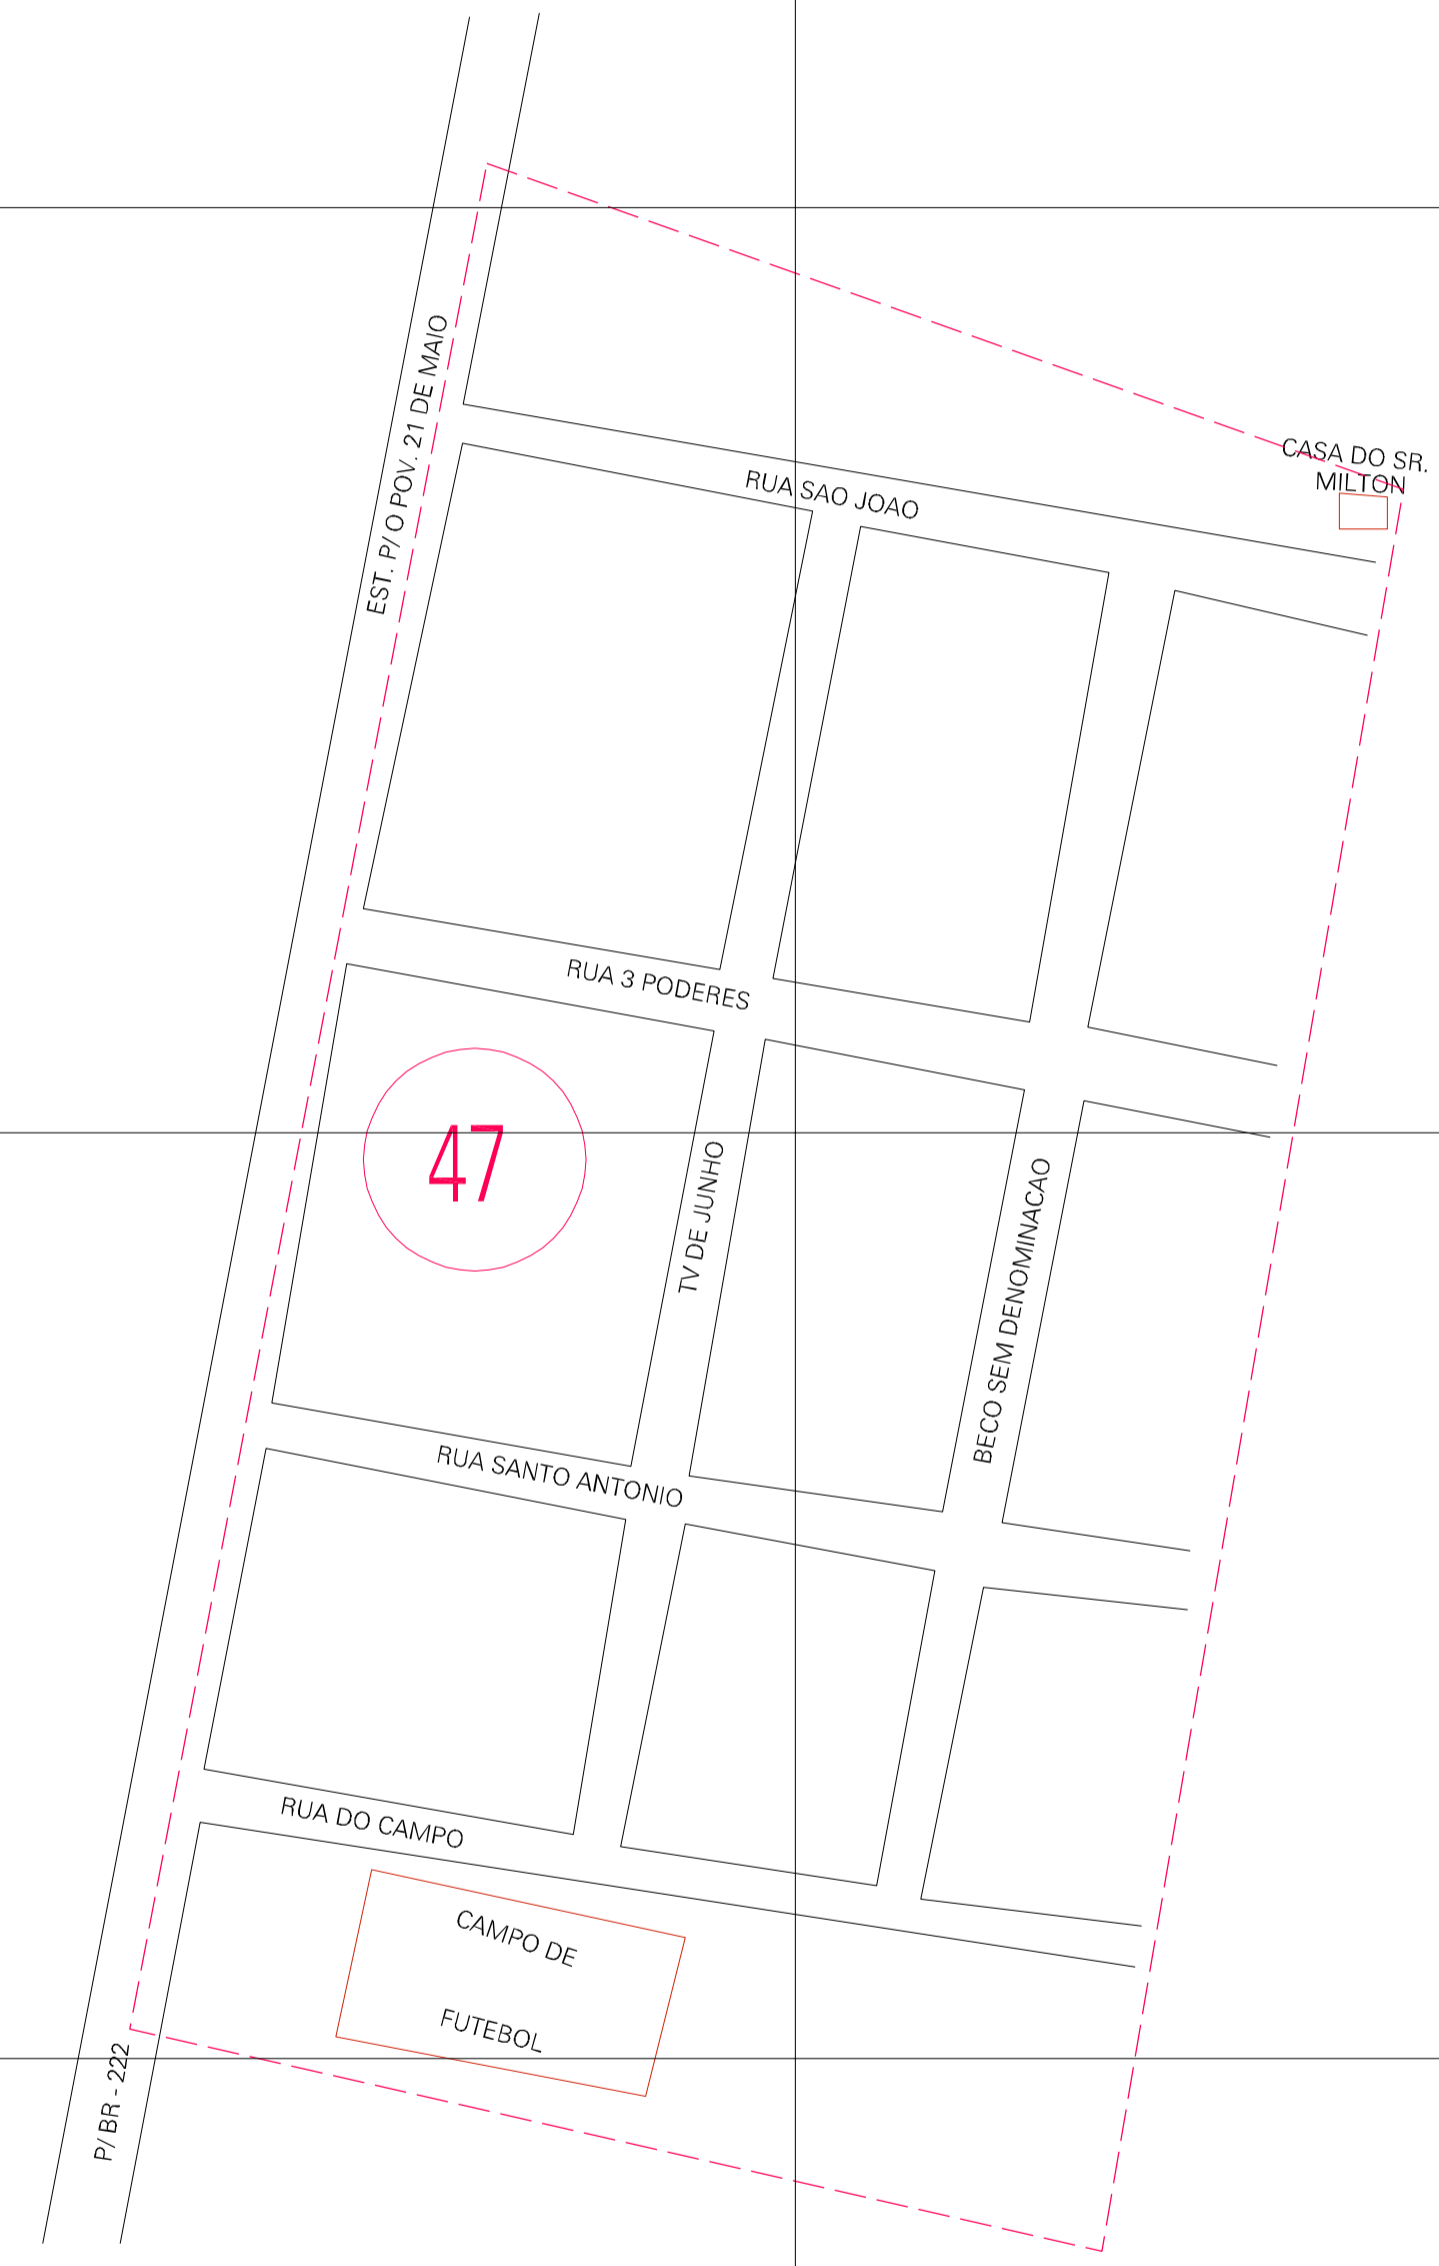 EST. P/ O POV. 21 DE MAIO
CASA DO SR.
MILTON
RUA SAO JOAO
RUA 3 PODERES
47
TV DE JUNHO
BECO SEM DENOMINACAO
RUA SANTO ANTONIO
RUA DO CAMPO
CAMPO DE
FUTEBOL
P/ BR - 222